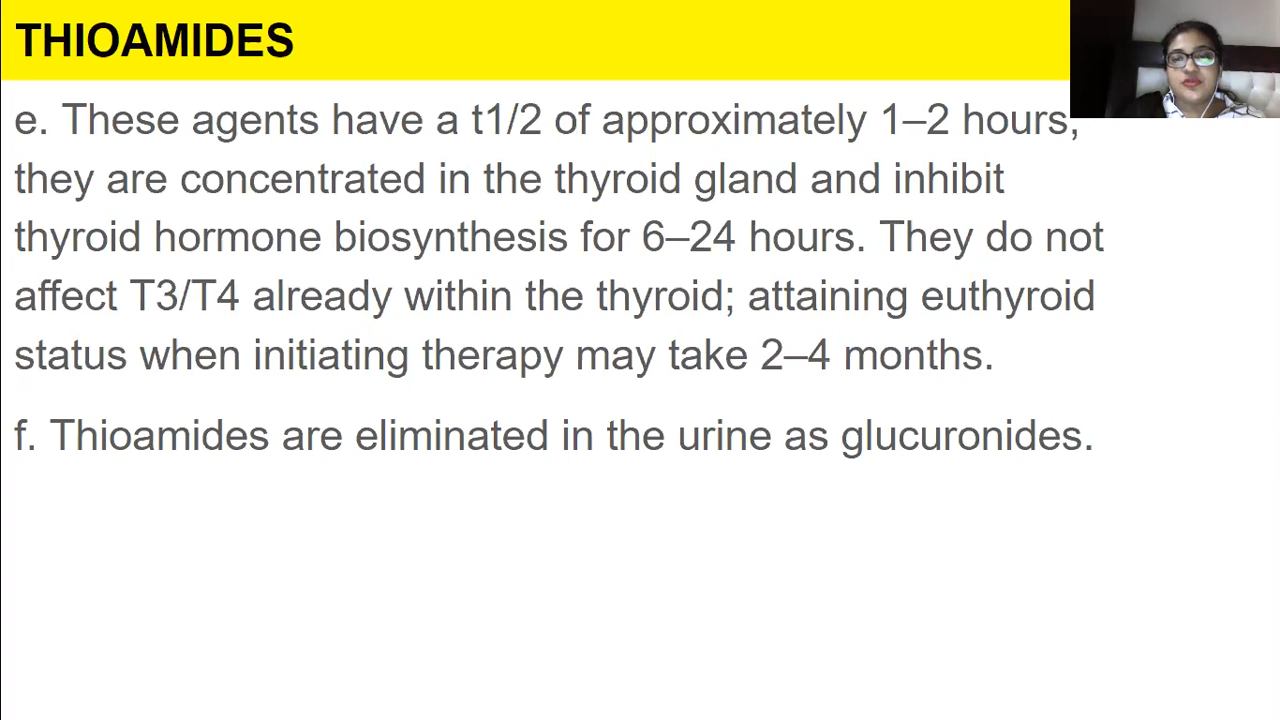 THIOAMIDES
e. These agents have a t1/2 of approximately 1–2 hours,
they are concentrated in the thyroid gland and inhibit
thyroid hormone biosynthesis for 6–24 hours. They do not
affect T3/T4 already within the thyroid; attaining euthyroid
status when initiating therapy may take 2–4 months.
f. Thioamides are eliminated in the urine as glucuronides.